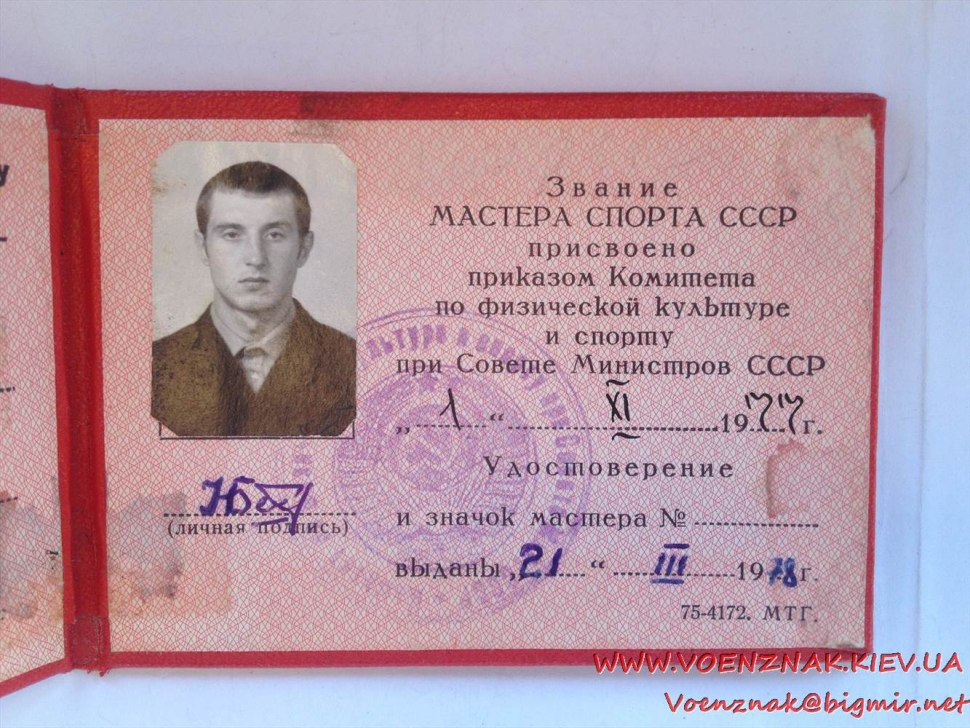 у
Звание
МАСТЕРА СПОРТА СССР
присвоено
приказом Комитета
по физической культуре
и спорту
при Совете Министров СССР
„ 1 “ XI 1977 г.
Удостоверение
и значок мастера №
(личная подпись)
выданы „21 “ III 1978 г.
75-4172. МТГ.
WWW.VOENZNAK.KIEV.UA
Voenznak@bigmir.net